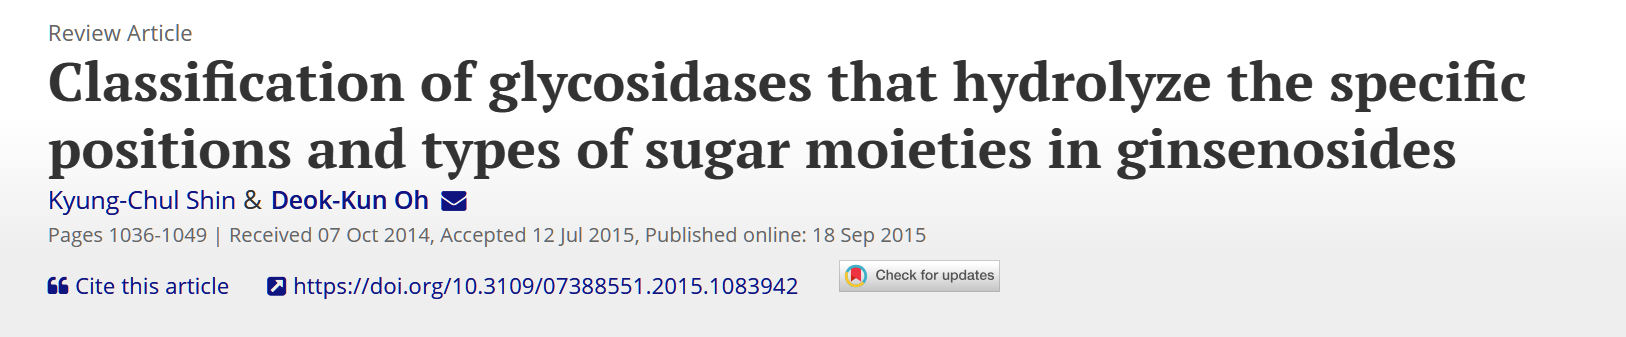 Review Article
Classification of glycosidases that hydrolyze the specific
positions and types of sugar moieties in ginsenosides
Kyung-Chul Shin & Deok-Kun Oh
Pages 1036-1049 | Received 07 Oct 2014, Accepted 12 Jul 2015, Published online: 18 Sep 2015
Cite this article https://doi.org/10.3109/07388551.2015.1083942 Check for updates